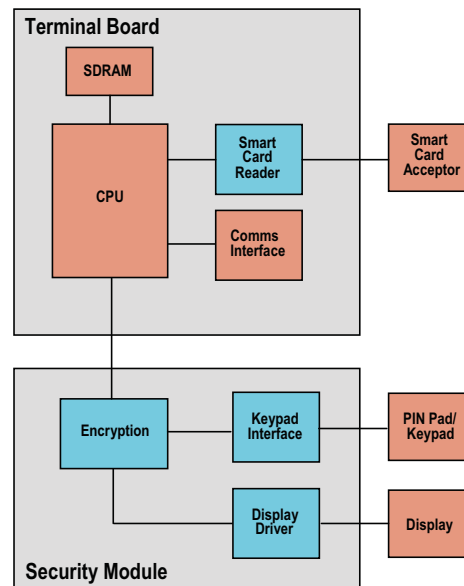 Terminal Board
SDRAM
CPU
Smart
Card
Reader
Smart
Card
Acceptor
Comms
Interface
Encryption
Keypad
Interface
PIN Pad/
Keypad
Display
Driver
Display
Security Module